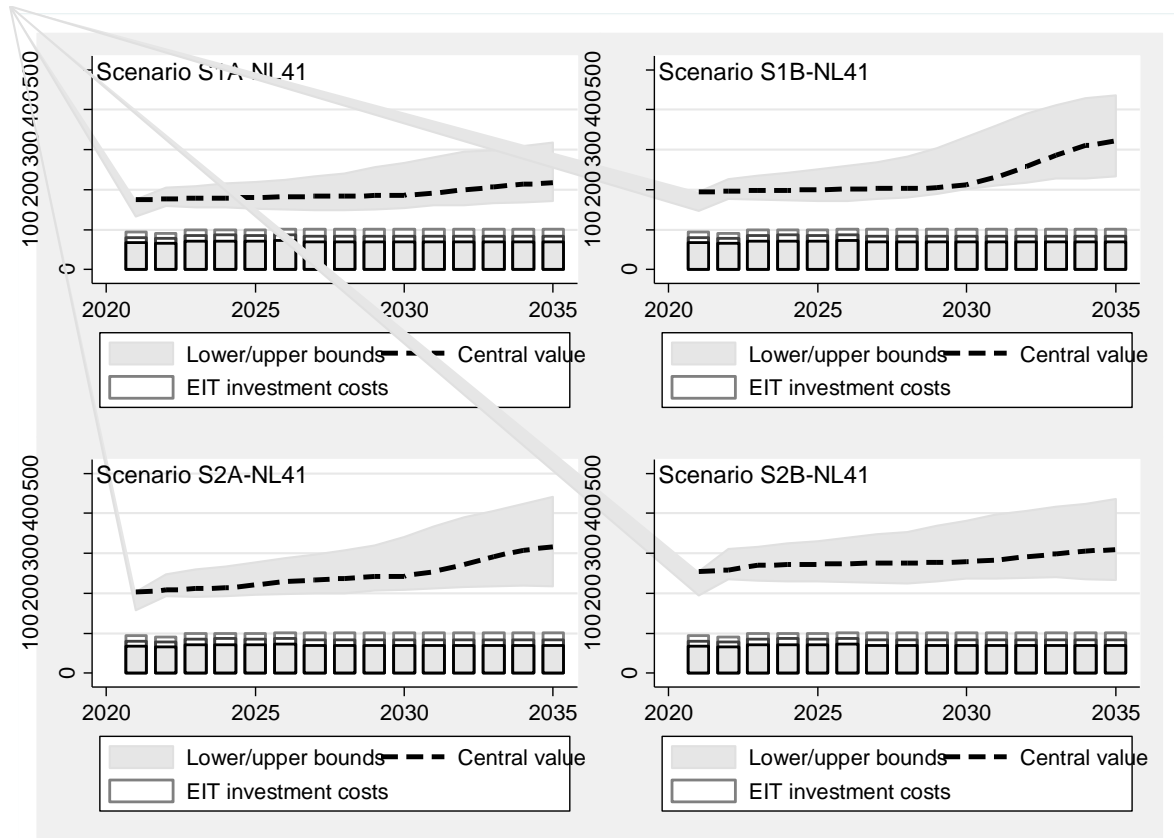 Scenario S1A-NL41
500
400
300
200
100
0
2020 2025 2030 2035
Lower/upper bounds Central value
EIT investment costs
Scenario S1B-NL41
500
400
300
200
100
0
2020 2025 2030 2035
Lower/upper bounds Central value
EIT investment costs
Scenario S2A-NL41
500
400
300
200
100
0
2020 2025 2030 2035
Lower/upper bounds Central value
EIT investment costs
Scenario S2B-NL41
500
400
300
200
100
0
2020 2025 2030 2035
Lower/upper bounds Central value
EIT investment costs